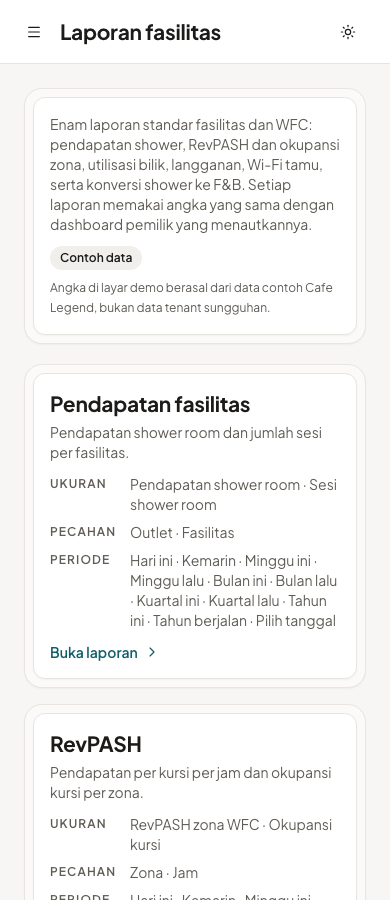 Laporan fasilitas
Enam laporan standar fasilitas dan WFC:
pendapatan shower, RevPASH dan okupansi
zona, utilisasi bilik, langganan, Wi-Fi tamu,
serta konversi shower ke F&B. Setiap
laporan memakai angka yang sama dengan
dashboard pemilik yang menautkannya.
Contoh data
Angka di layar demo berasal dari data contoh Cafe
Legend, bukan data tenant sungguhan.
Pendapatan fasilitas
Pendapatan shower room dan jumlah sesi
per fasilitas.
UKURAN Pendapatan shower room · Sesi
shower room
PECAHAN Outlet · Fasilitas
PERIODE Hari ini · Kemarin · Minggu ini ·
Minggu lalu · Bulan ini · Bulan lalu
· Kuartal ini · Kuartal lalu · Tahun
ini · Tahun berjalan · Pilih tanggal
Buka laporan
RevPASH
Pendapatan per kursi per jam dan okupansi
kursi per zona.
UKURAN RevPASH zona WFC · Okupansi
kursi
PECAHAN Zona · Jam
PERIODE Hari ini · Kemarin · Minggu ini ·